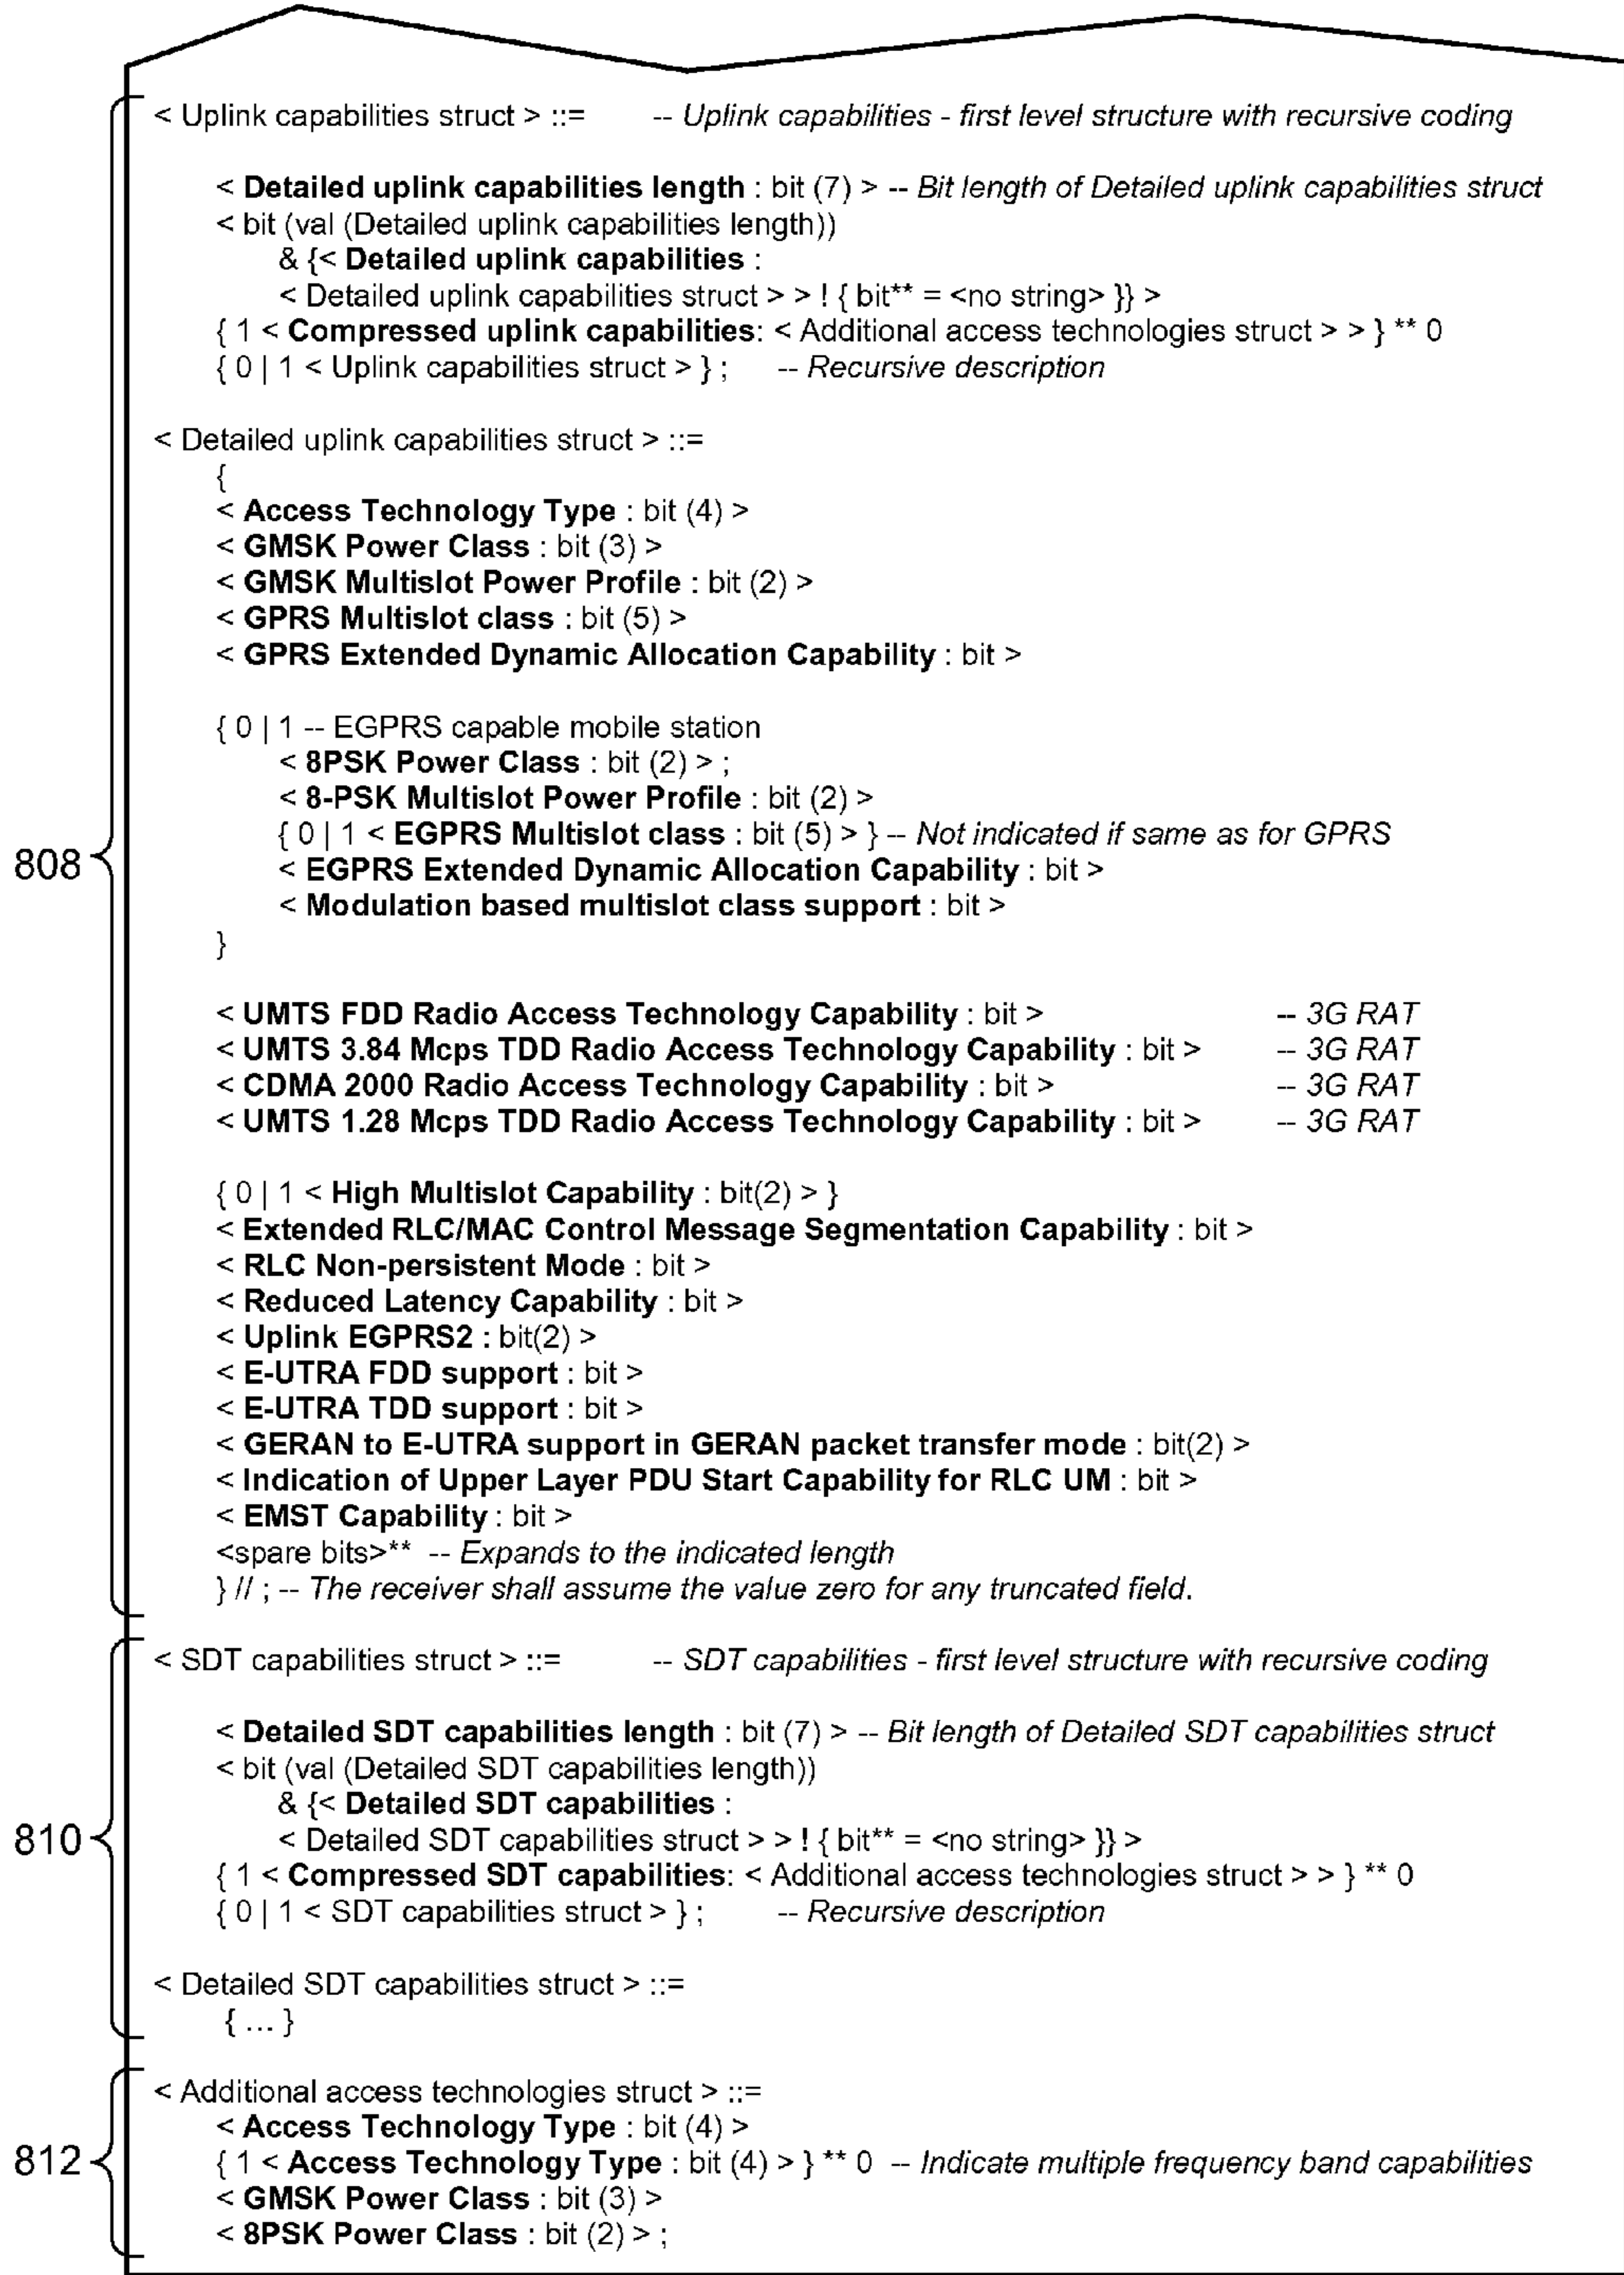 < Uplink capabilities struct > ::= -- Uplink capabilities - first level structure with recursive coding
< Detailed uplink capabilities length : bit (7) > -- Bit length of Detailed uplink capabilities struct
< bit (val (Detailed uplink capabilities length))
& {< Detailed uplink capabilities :
< Detailed uplink capabilities struct > > ! { bit** = <no string> }} >
{ 1 < Compressed uplink capabilities: < Additional access technologies struct > > } ** 0
{ 0 | 1 < Uplink capabilities struct > } ; -- Recursive description
< Detailed uplink capabilities struct > ::=
{
< Access Technology Type : bit (4) >
< GMSK Power Class : bit (3) >
< GMSK Multislot Power Profile : bit (2) >
< GPRS Multislot class : bit (5) >
< GPRS Extended Dynamic Allocation Capability : bit >
{ 0 | 1 -- EGPRS capable mobile station
< 8PSK Power Class : bit (2) > ;
< 8-PSK Multislot Power Profile : bit (2) >
{ 0 | 1 < EGPRS Multislot class : bit (5) > } -- Not indicated if same as for GPRS
808
< EGPRS Extended Dynamic Allocation Capability : bit >
< Modulation based multislot class support : bit >
}
< UMTS FDD Radio Access Technology Capability : bit > -- 3G RAT
< UMTS 3.84 Mcps TDD Radio Access Technology Capability : bit > -- 3G RAT
< CDMA 2000 Radio Access Technology Capability : bit > -- 3G RAT
< UMTS 1.28 Mcps TDD Radio Access Technology Capability : bit > -- 3G RAT
{ 0 | 1 < High Multislot Capability : bit(2) > }
< Extended RLC/MAC Control Message Segmentation Capability : bit >
< RLC Non-persistent Mode : bit >
< Reduced Latency Capability : bit >
< Uplink EGPRS2 : bit(2) >
< E-UTRA FDD support : bit >
< E-UTRA TDD support : bit >
< GERAN to E-UTRA support in GERAN packet transfer mode : bit(2) >
< Indication of Upper Layer PDU Start Capability for RLC UM : bit >
< EMST Capability : bit >
<spare bits>** -- Expands to the indicated length
} // ; -- The receiver shall assume the value zero for any truncated field.
< SDT capabilities struct > ::= -- SDT capabilities - first level structure with recursive coding
< Detailed SDT capabilities length : bit (7) > -- Bit length of Detailed SDT capabilities struct
< bit (val (Detailed SDT capabilities length))
& {< Detailed SDT capabilities :
810
< Detailed SDT capabilities struct > > ! { bit** = <no string> }} >
{ 1 < Compressed SDT capabilities: < Additional access technologies struct > > } ** 0
{ 0 | 1 < SDT capabilities struct > } ; -- Recursive description
< Detailed SDT capabilities struct > ::=
{ ... }
< Additional access technologies struct > ::=
< Access Technology Type : bit (4) >
812
{ 1 < Access Technology Type : bit (4) > } ** 0 -- Indicate multiple frequency band capabilities
< GMSK Power Class : bit (3) >
< 8PSK Power Class : bit (2) > ;